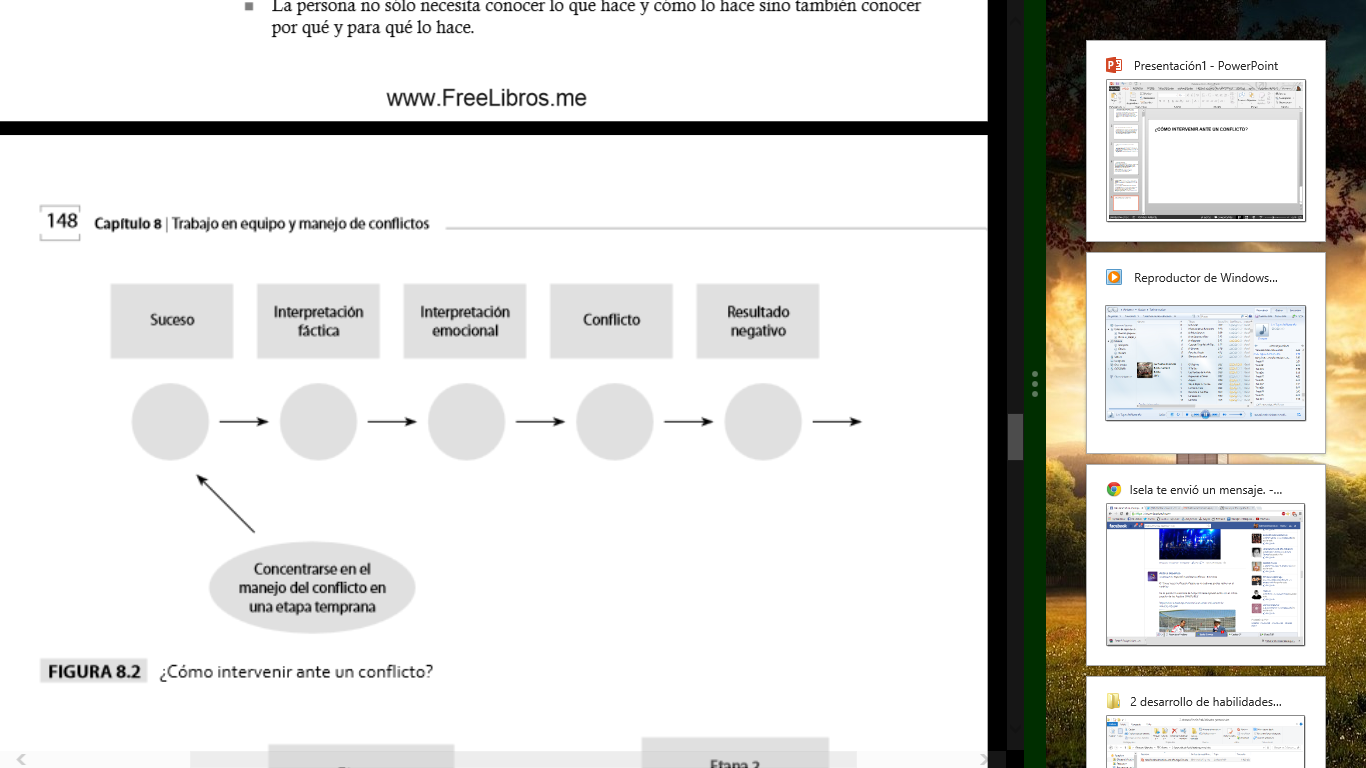 La persona no sólo necesita conocer lo que hace y cómo lo hace sino también conocer
por qué y para qué lo hace.
www.FreeLibros.me
148 Capítulo 8 | Trabajo en equipo y manejo de conflictos
Suceso
Interpretación
fáctica
Interpretación
emocional
Conflicto
Resultado
negativo
Concentrarse en el
manejo del conflicto en
una etapa temprana
FIGURA 8.2 ¿Cómo intervenir ante un conflicto?
Etapa 2
Presentación1 - PowerPoint
¿CÓMO INTERVENIR ANTE UN CONFLICTO?
Reproductor de Windows...
Isela te envió un mensaje. -...
facebook
2 desarrollo de habilidades...